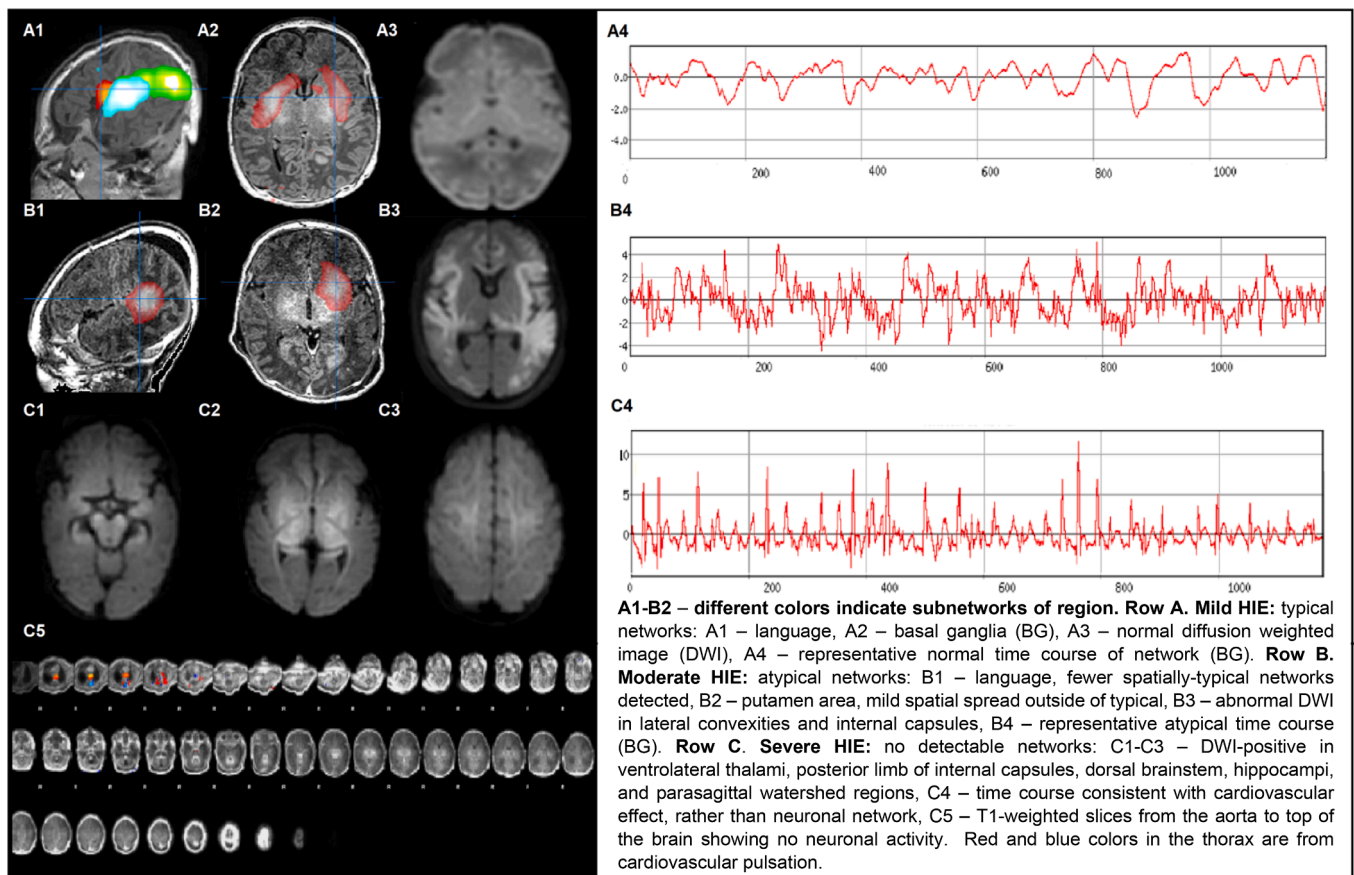 A1
A2
A3
A4
0.0
-2.0
-4.0
0
200
400
600
800
1000
B1
B2
B3
B4
4
2
0
-2
-4
0
200
400
600
800
1000
C1
C2
C3
C4
10
5
0
0
200
400
600
800
1000
C5
A1-B2 – different colors indicate subnetworks of region. Row A. Mild HIE: typical
networks: A1 – language, A2 – basal ganglia (BG), A3 – normal diffusion weighted
image (DWI), A4 – representative normal time course of network (BG). Row B.
Moderate HIE: atypical networks: B1 – language, fewer spatially-typical networks
detected, B2 – putamen area, mild spatial spread outside of typical, B3 – abnormal DWI
in lateral convexities and internal capsules, B4 – representative atypical time course
(BG). Row C. Severe HIE: no detectable networks: C1-C3 – DWI-positive in
ventrolateral thalami, posterior limb of internal capsules, dorsal brainstem, hippocampi,
and parasagittal watershed regions, C4 – time course consistent with cardiovascular
effect, rather than neuronal network, C5 – T1-weighted slices from the aorta to top of
the brain showing no neuronal activity. Red and blue colors in the thorax are from
cardiovascular pulsation.